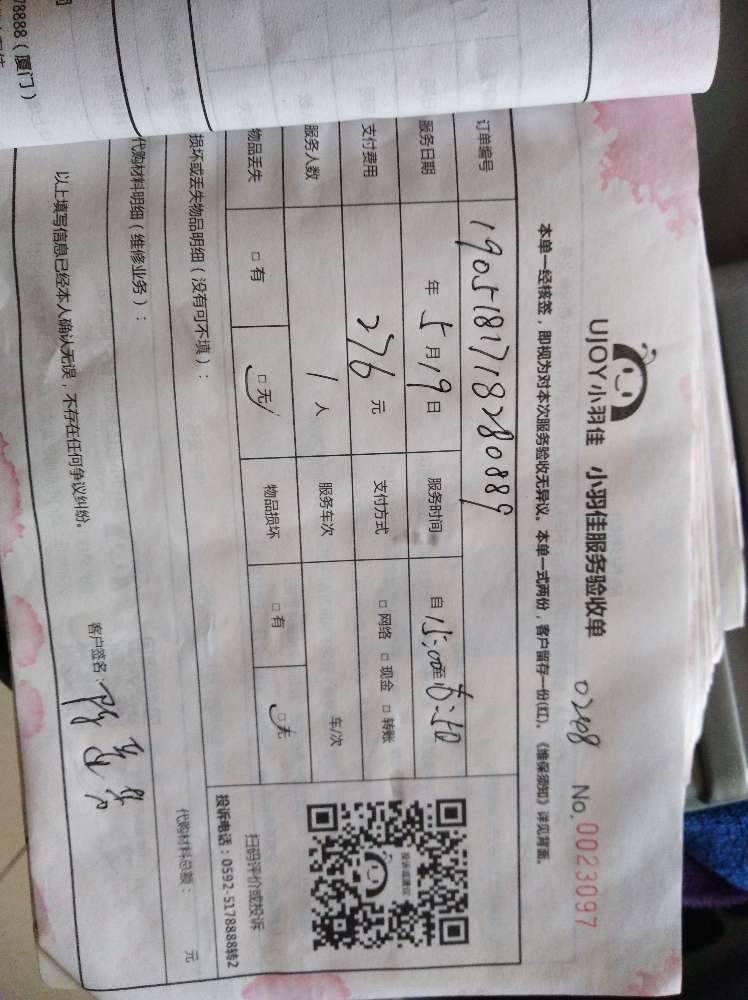 78888（厦门）
UJOY小羽佳 小羽佳服务验收单 0248 No.0023097
本单一经核签，即视为对本次服务验收无异议。本单一式两份，客户留存一份(红)。《维保须知》详见背面。
订单编号 1905181718280889
服务日期 年 5 月 19 日 服务时间 自 15:00 至 16:50
支付费用 276 元 支付方式 □ 网络 □ 现金 □ 转账
服务人数 1 人 服务车次 车/次
物品丢失 □ 有 □ 无 物品损坏 □ 有 □ 无
扫码评价或投诉
投诉电话：0592-5178888转2
损坏或丢失物品明细（没有可不填）：
代购材料明细（维修业务）： 代购材料总额： 元
以上填写信息已经本人确认无误，不存在任何争议纠纷。 客户签名：